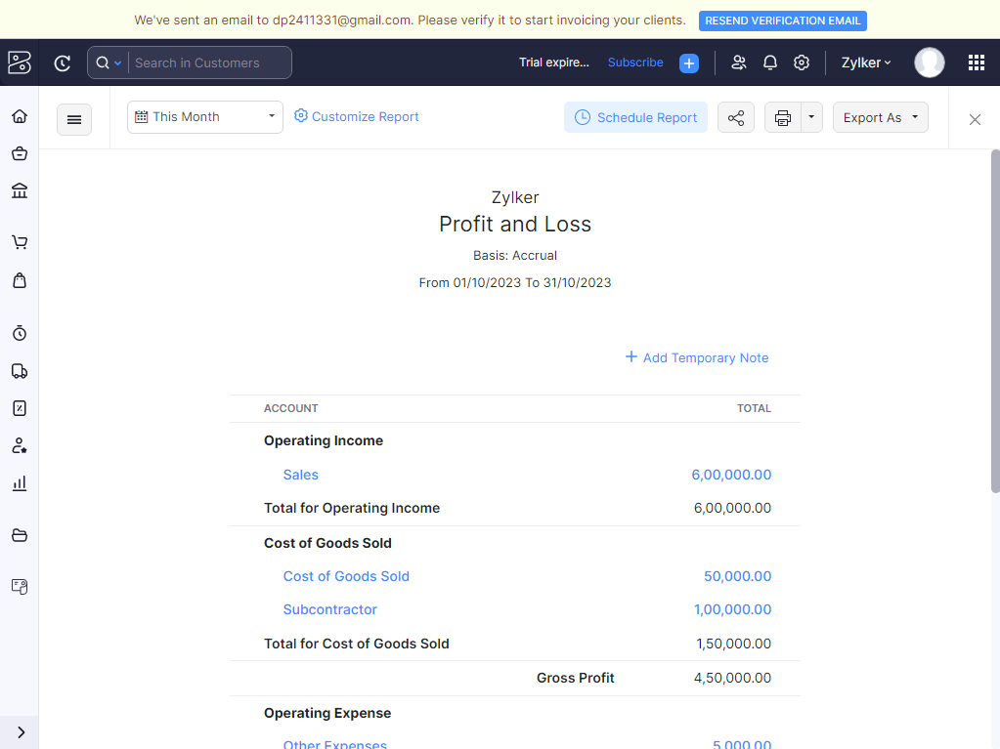 We've sent an email to dp2411331@gmail.com. Please verify it to start invoicing your clients. RESEND VERIFICATION EMAIL
Search in Customers Trial expire... Subscribe Zylker
This Month Customize Report Schedule Report Export As
Zylker
Profit and Loss
Basis: Accrual
From 01/10/2023 To 31/10/2023
Add Temporary Note
ACCOUNT TOTAL
Operating Income
Sales 6,00,000.00
Total for Operating Income 6,00,000.00
Cost of Goods Sold
Cost of Goods Sold 50,000.00
Subcontractor 1,00,000.00
Total for Cost of Goods Sold 1,50,000.00
Gross Profit 4,50,000.00
Operating Expense
Other Expenses 5,000.00